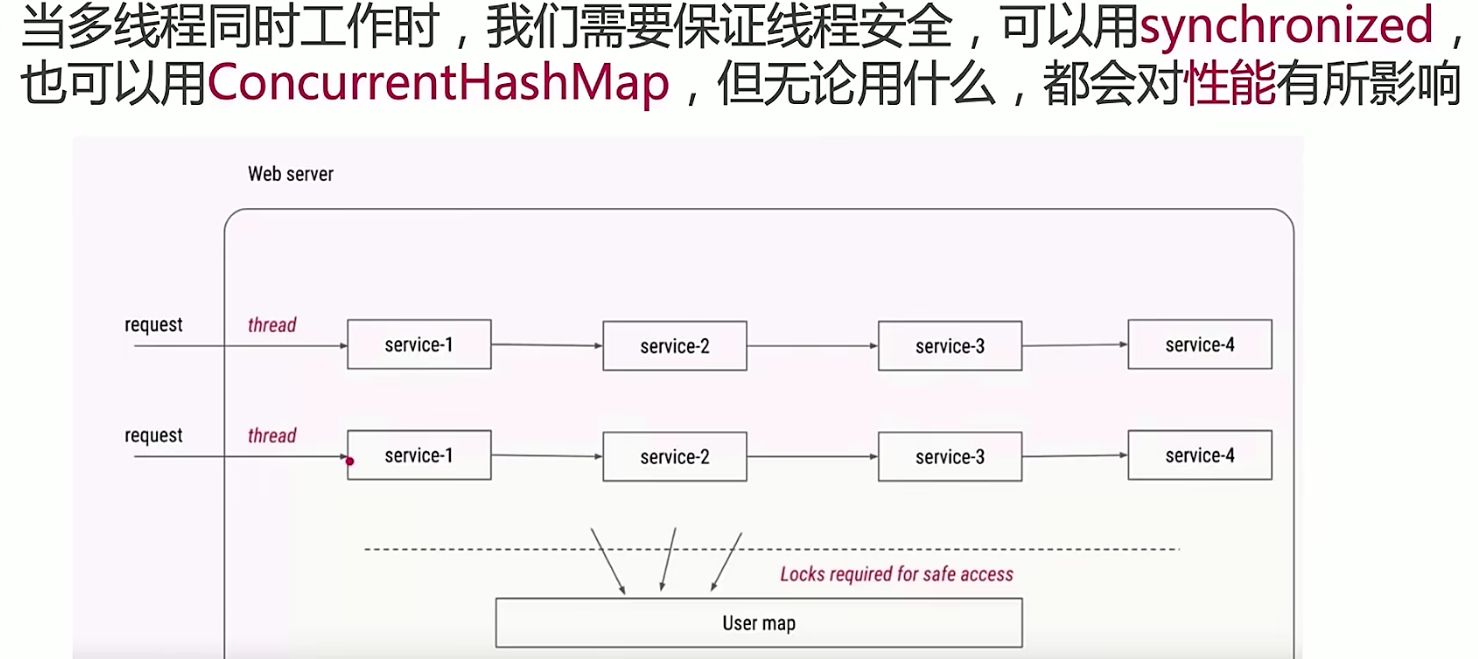 当多线程同时工作时，我们需要保证线程安全，可以用synchronized，
也可以用ConcurrentHashMap，但无论用什么，都会对性能有所影响
Web server
request
thread
service-1
service-2
service-3
service-4
request
thread
service-1
service-2
service-3
service-4
Locks required for safe access
User map